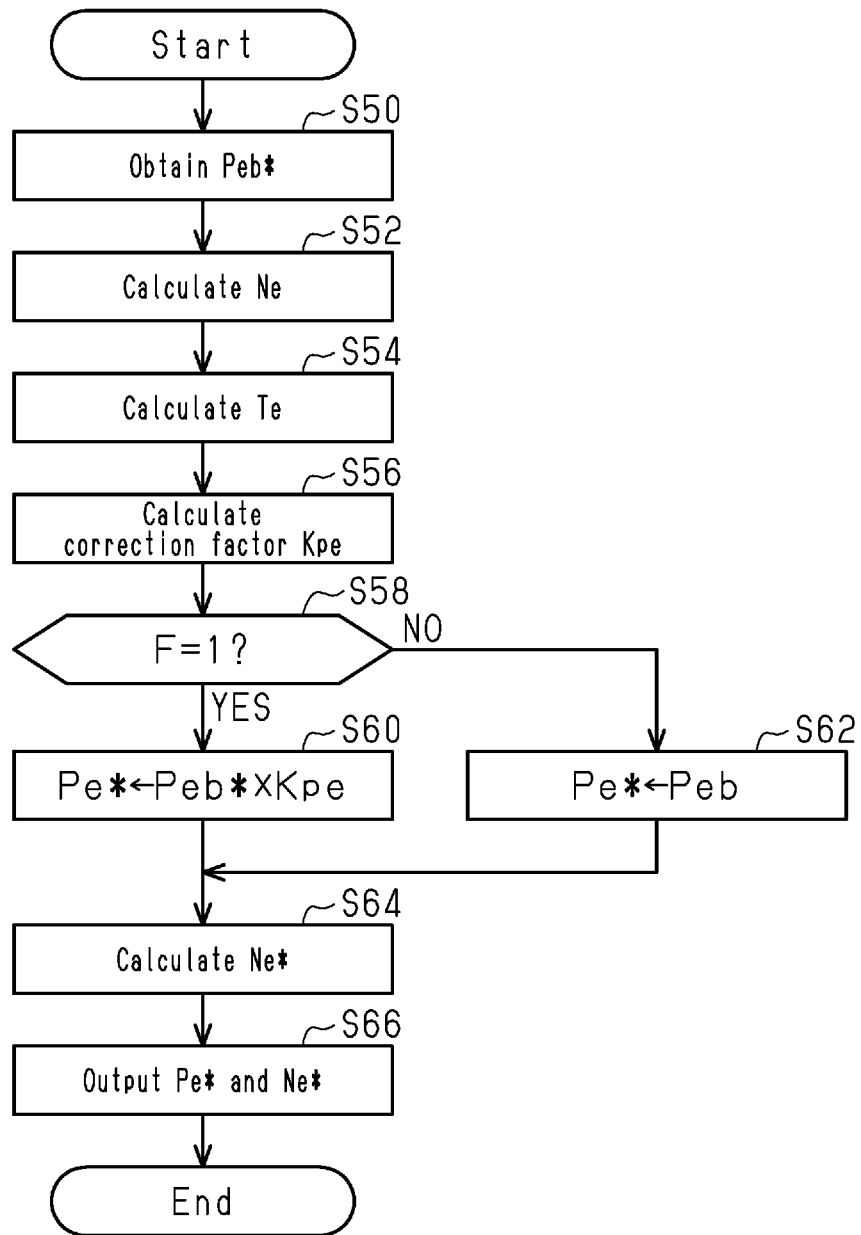 Start
S50
Obtain Peb*
S52
Calculate Ne
S54
Calculate Te
S56
Calculate
correction factor Kpe
S58
F=1?
NO
YES
S60
Pe*←Peb*XKpe
S62
Pe*←Peb
S64
Calculate Ne*
S66
Output Pe* and Ne*
End